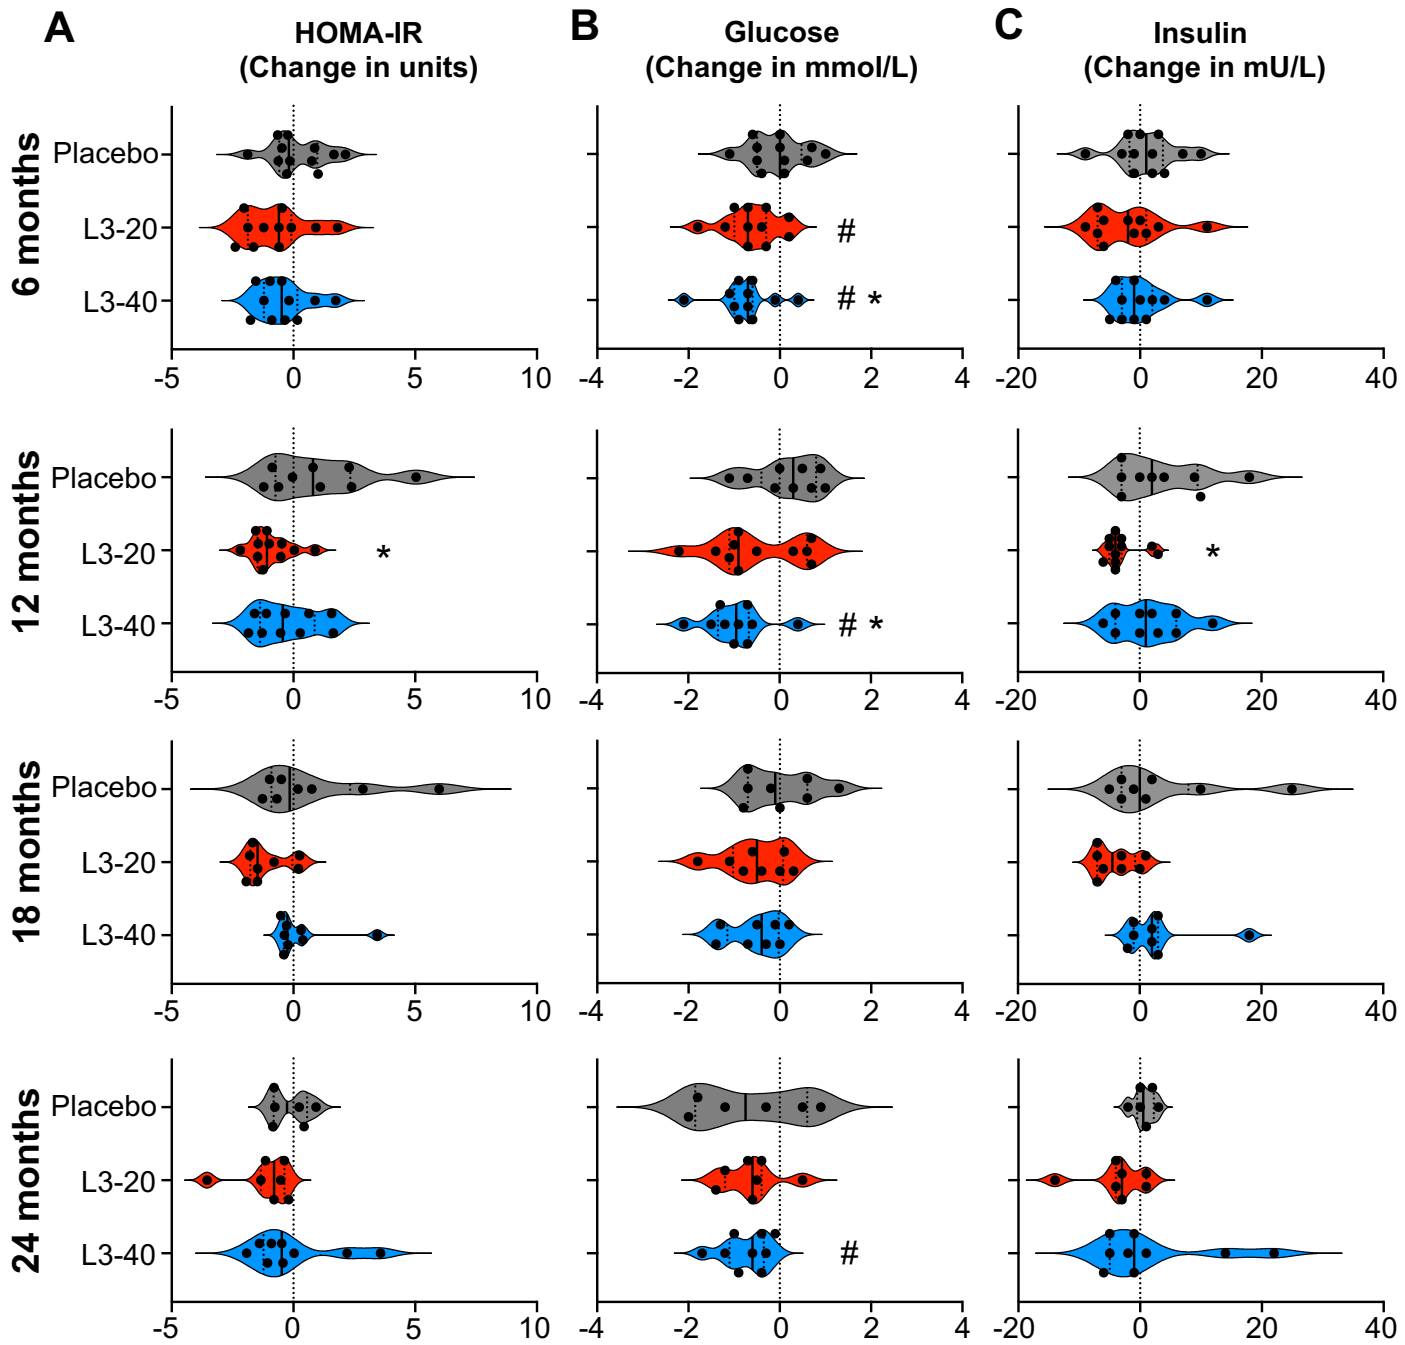 A
HOMA-IR
(Change in units)
B
Glucose
(Change in mmol/L)
C
Insulin
(Change in mU/L)
6 months
Placebo
L3-20
#
L3-40
# *
-5 0 5 10
-4 -2 0 2 4
-20 0 20 40
12 months
Placebo
L3-20
*
*
L3-40
# *
-5 0 5 10
-4 -2 0 2 4
-20 0 20 40
18 months
Placebo
L3-20
L3-40
-5 0 5 10
-4 -2 0 2 4
-20 0 20 40
24 months
Placebo
L3-20
L3-40
#
-5 0 5 10
-4 -2 0 2 4
-20 0 20 40